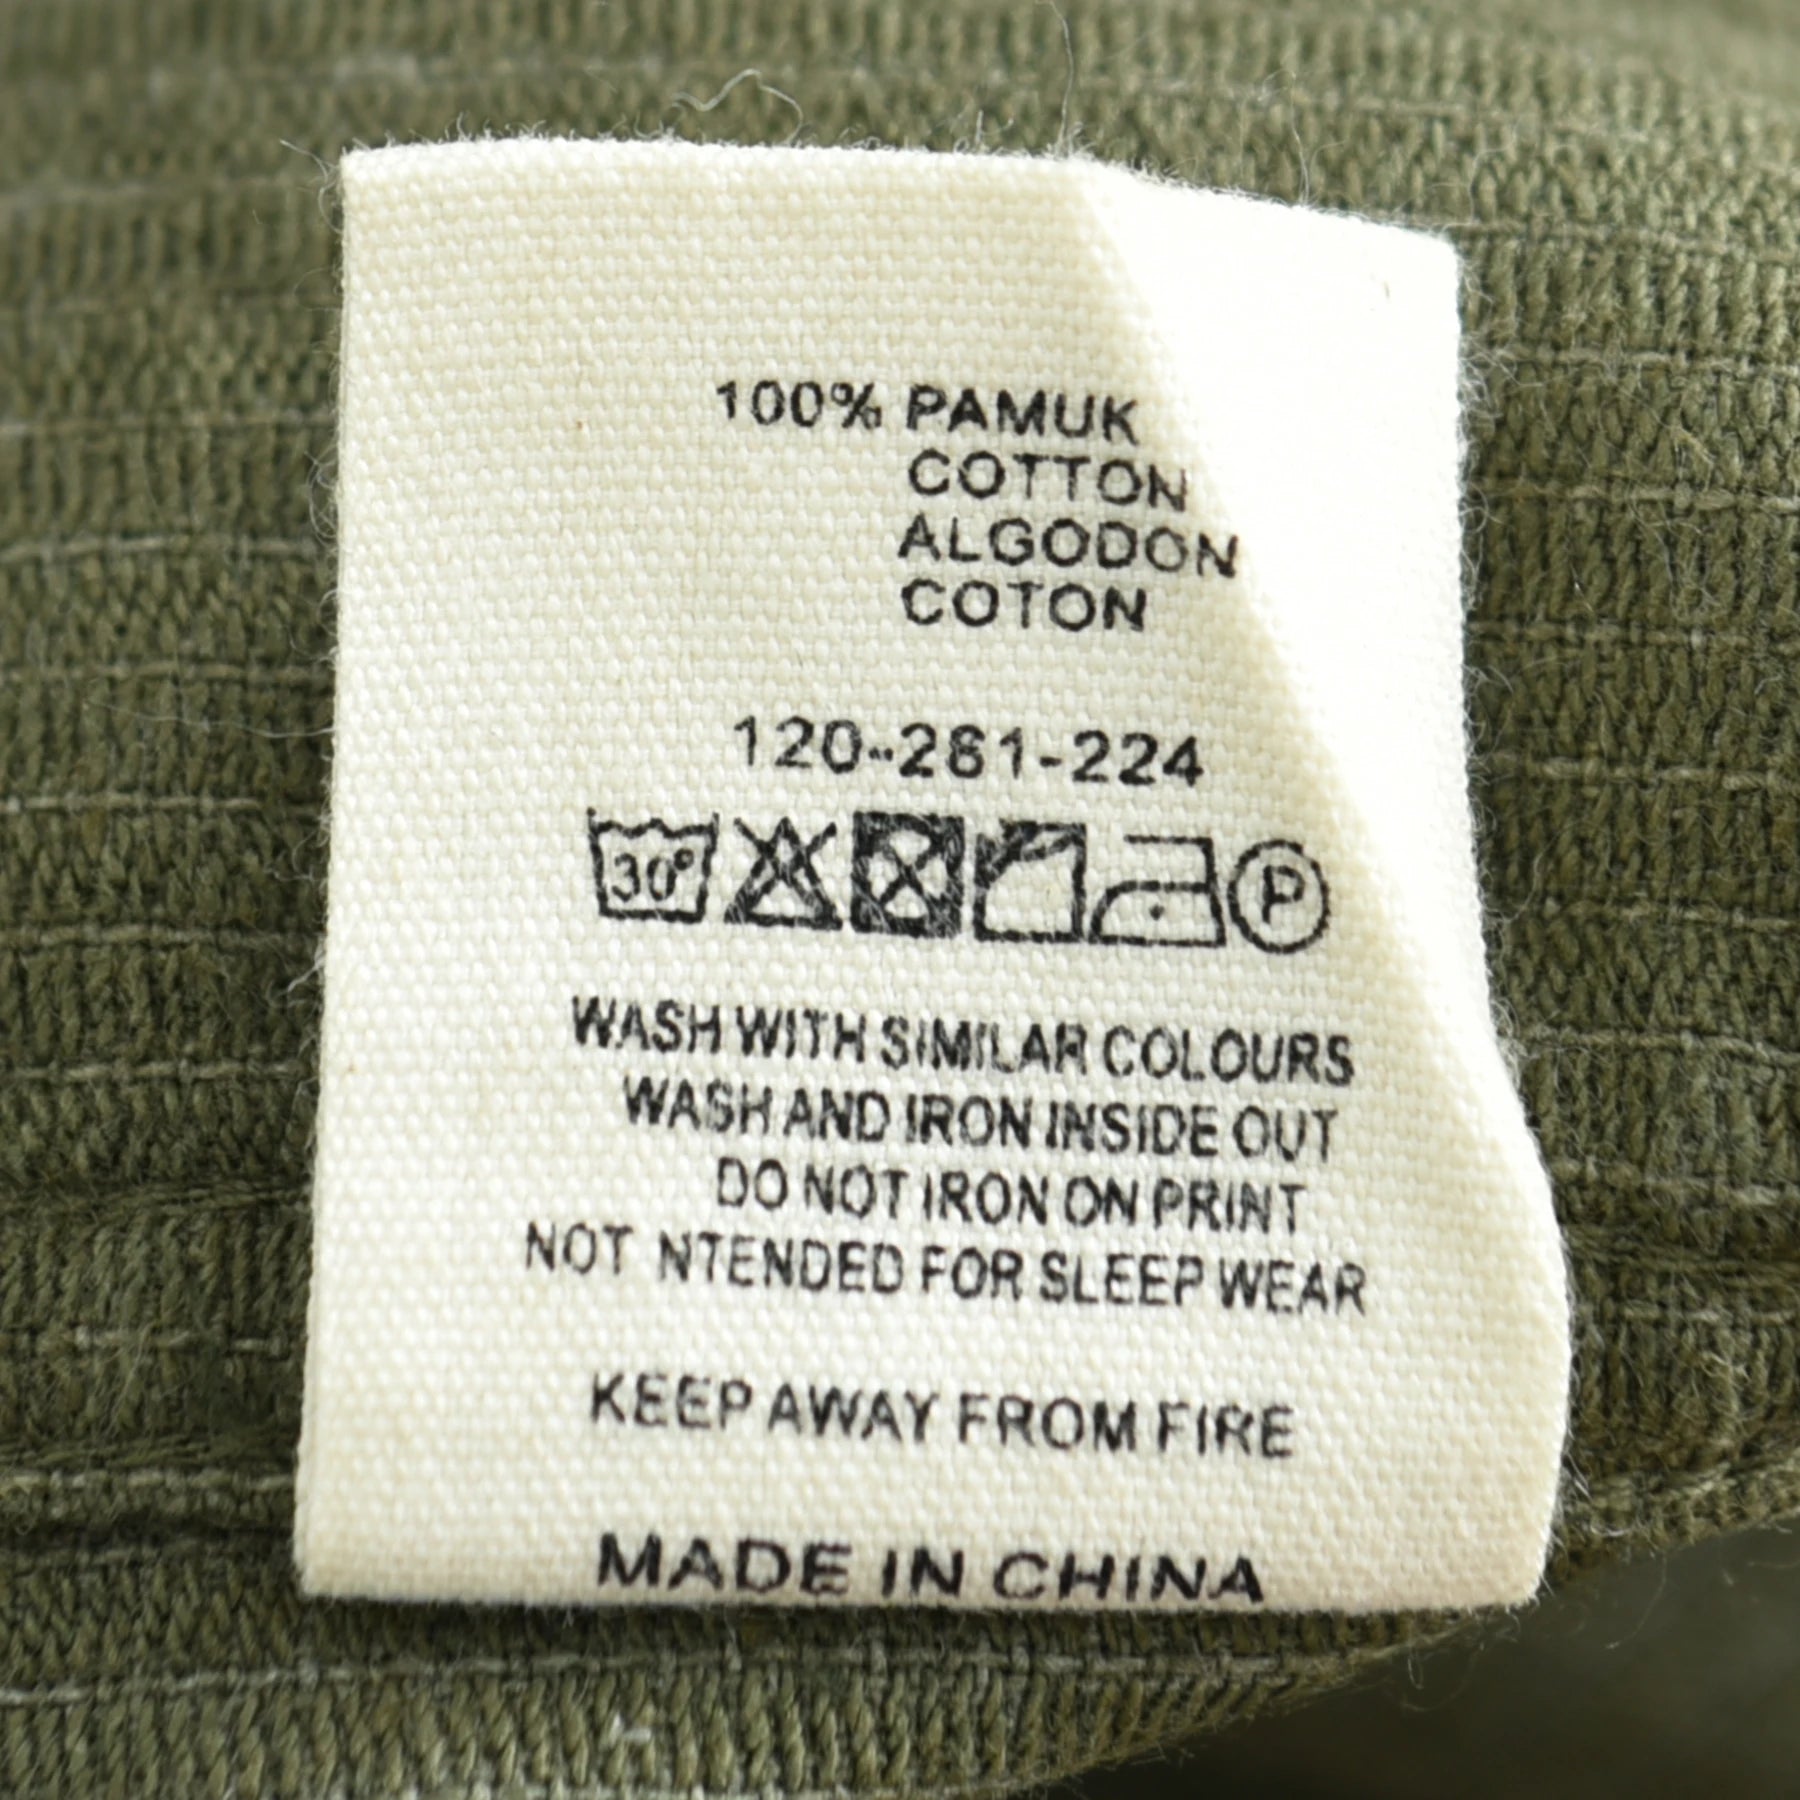 100% PAMUK
COTTON
ALGODON
COTON
120-261-224
30°
P
WASH WITH SIMILAR COLOURS
WASH AND IRON INSIDE OUT
DO NOT IRON ON PRINT
NOT NTENDED FOR SLEEP WEAR
KEEP AWAY FROM FIRE
MADE IN CHINA